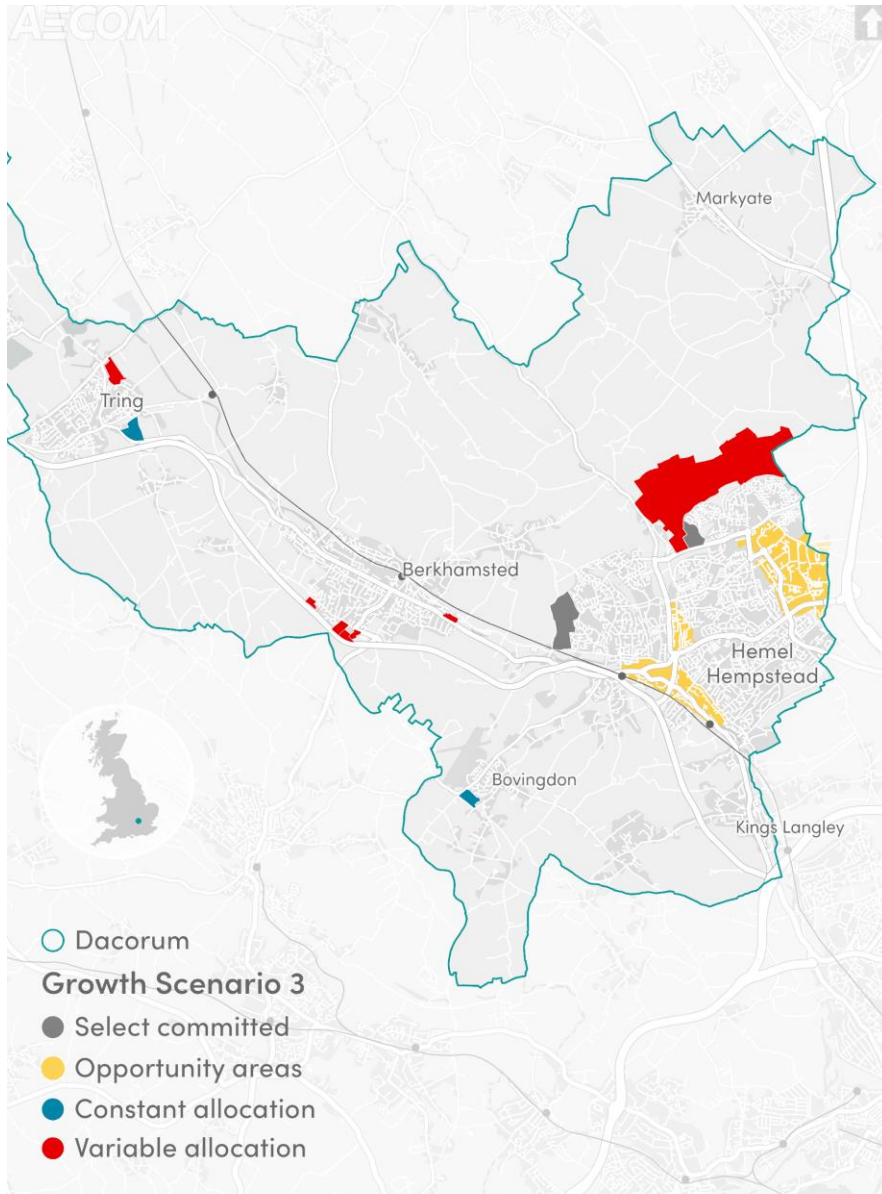 AECOM
Markyate
Tring
Berkhamsted
Hemel
Hempstead
Bovingdon
Kings Langley
Dacorum
Growth Scenario 3
Select committed
Opportunity areas
Constant allocation
Variable allocation